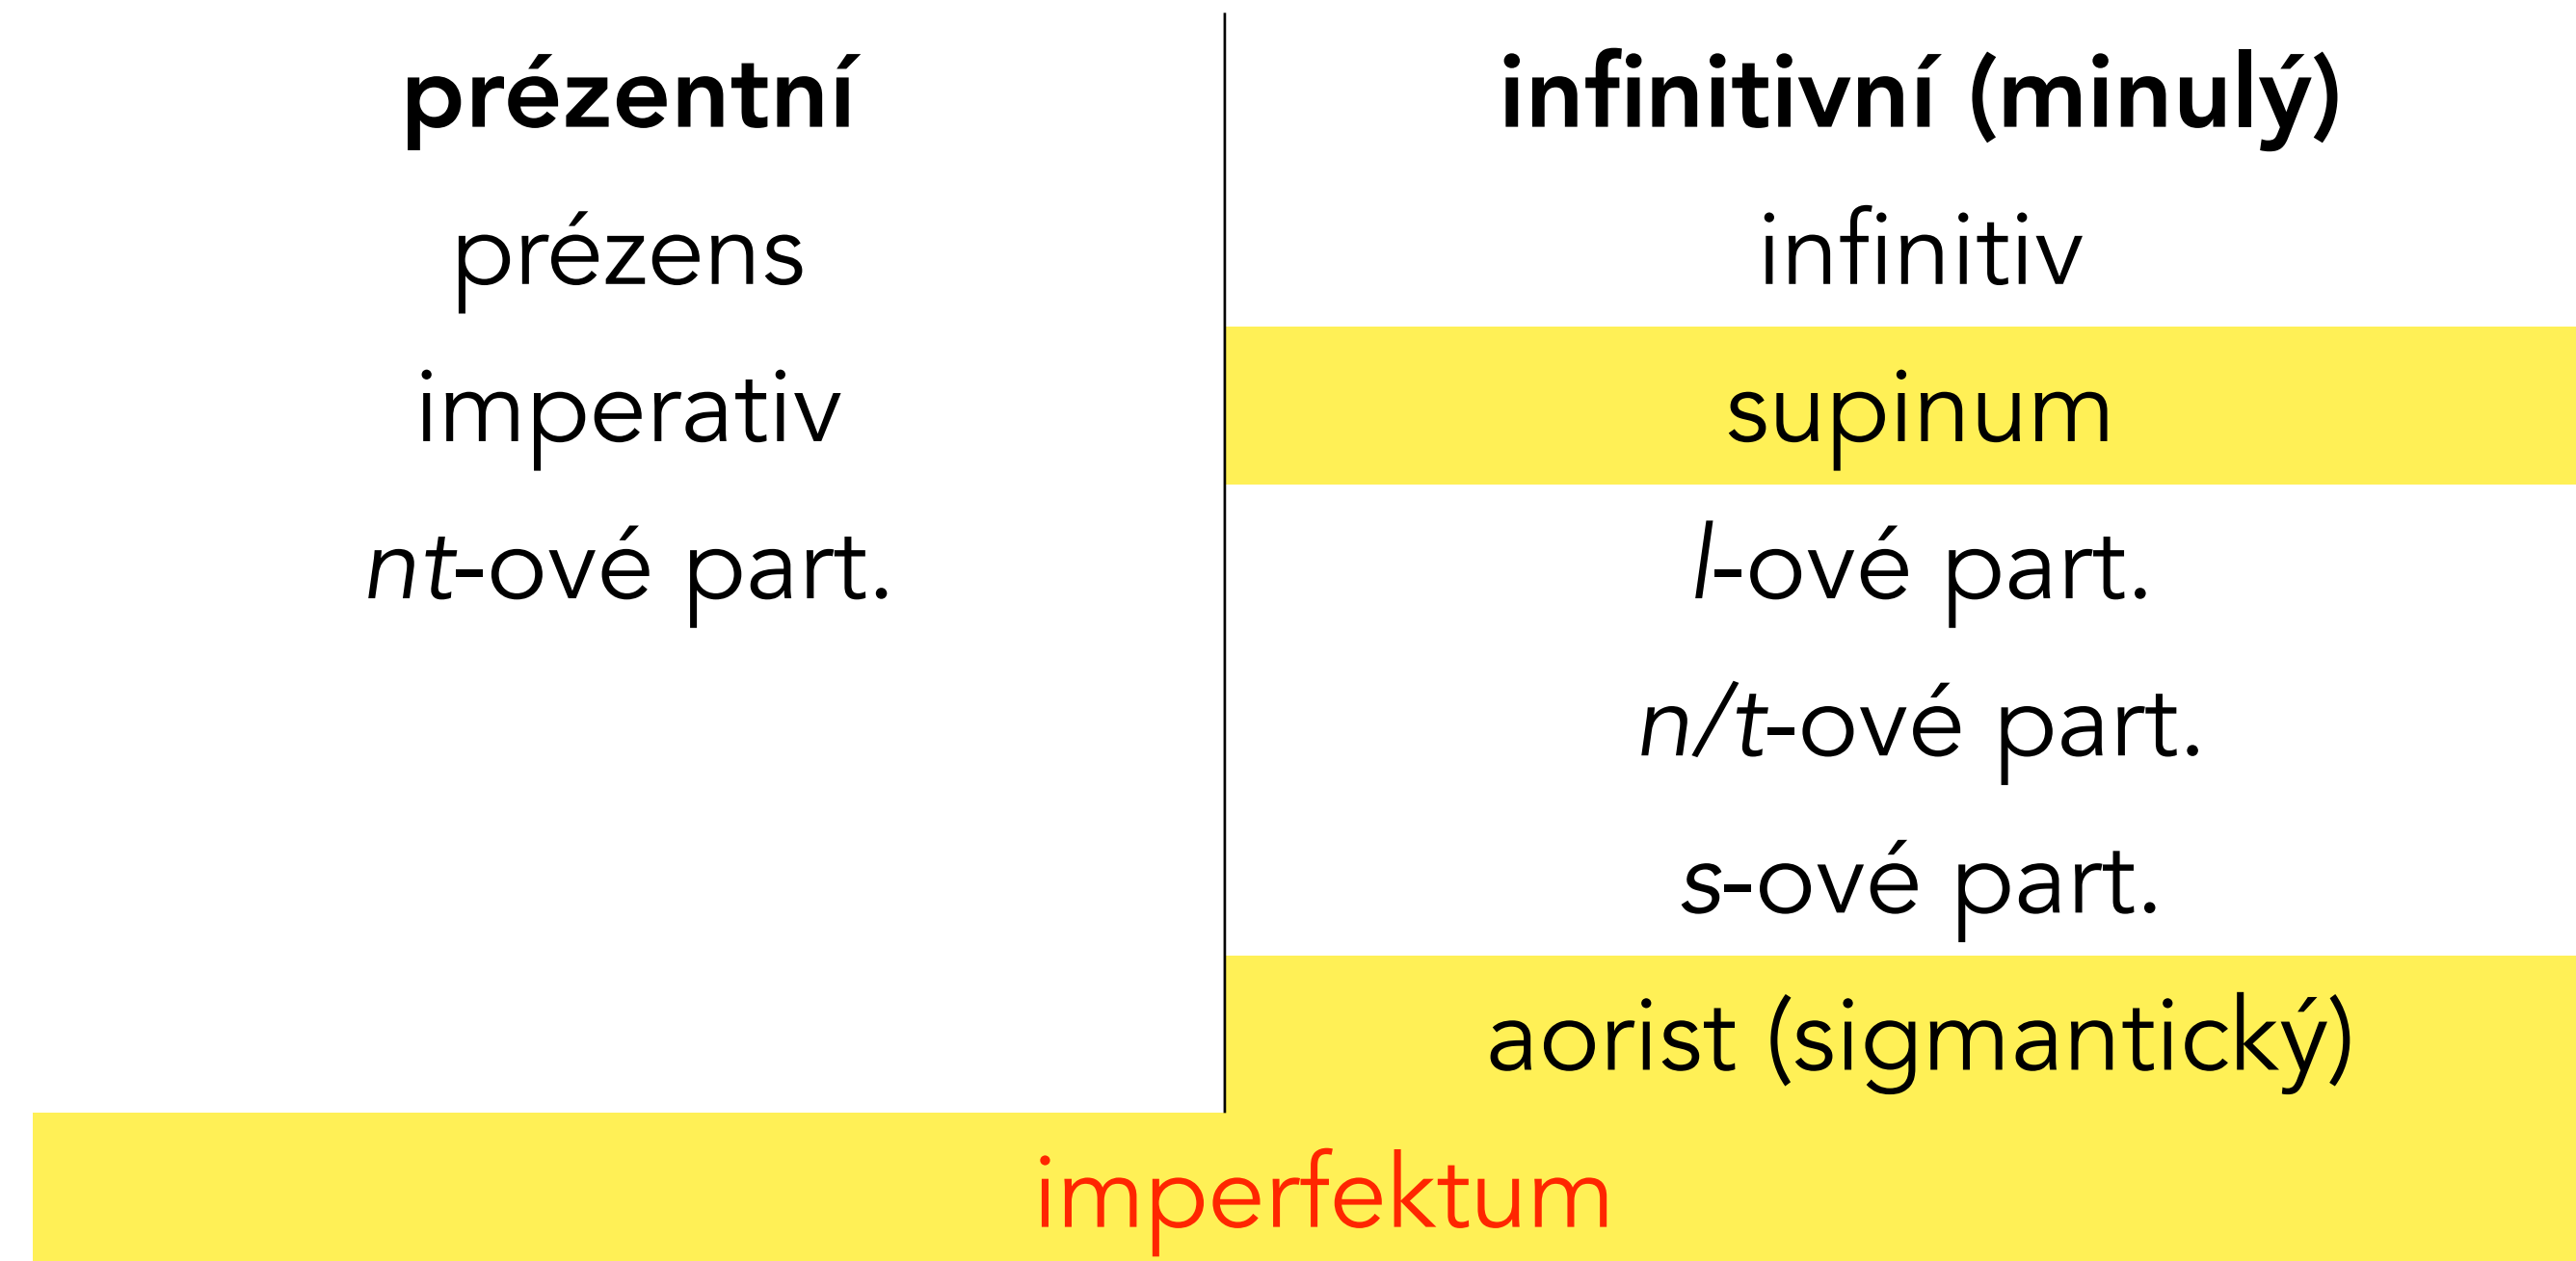 prézentní
infinitivní (minulý)
prézens
infinitiv
imperativ
supinum
nt-ové part.
l-ové part.
n/t-ové part.
s-ové part.
aorist (sigmantický)
imperfektum